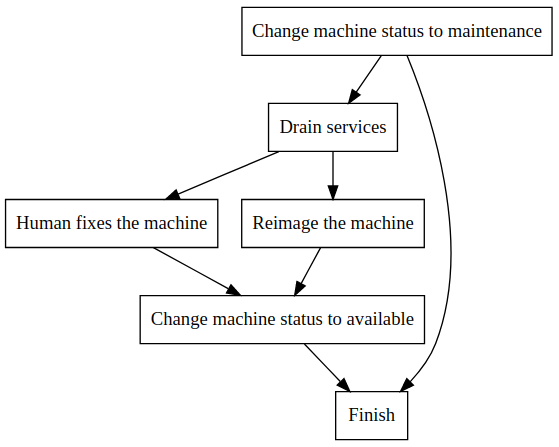 Change machine status to maintenance
Drain services
Human fixes the machine
Reimage the machine
Change machine status to available
Finish